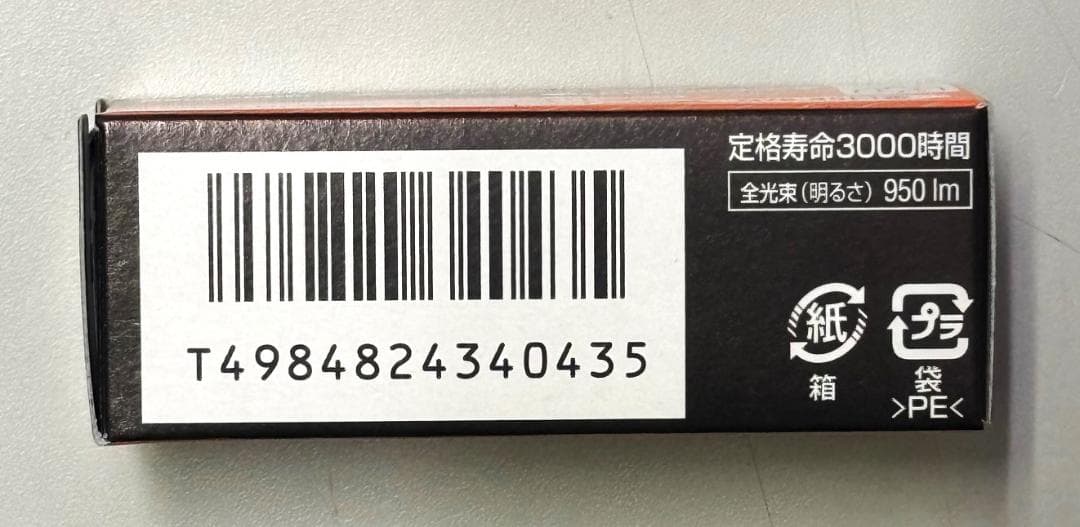 定格寿命3000時間
全光束(明るさ) 950 lm
T4984824340435
紙
箱
プラ
袋
>PE<